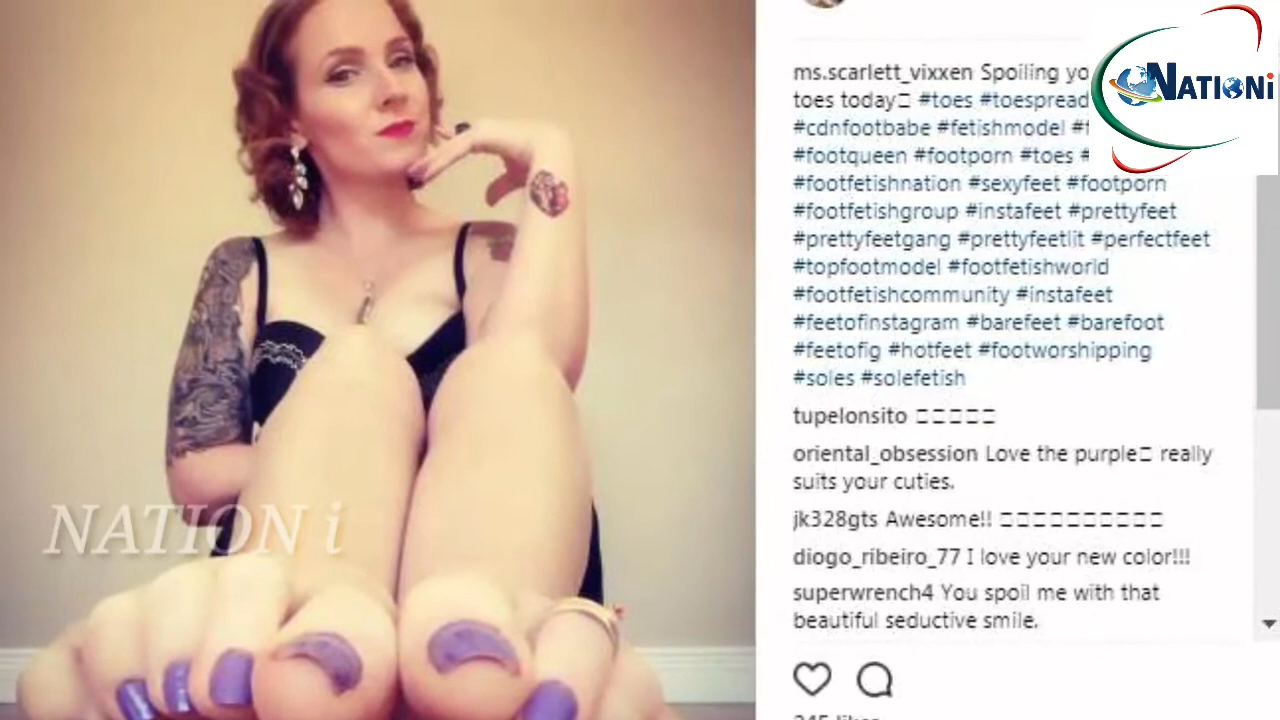 NATIONi
ms.scarlett_vixxen Spoiling
toes today #toes #toespread
#cdnfootbabe #fetishmodel
#footqueen #footporn #toes
#footfetishnation #sexyfeet #footporn
#footfetishgroup #instafeet #prettyfeet
#prettyfeetgang #prettyfeetlit #perfectfeet
#topfootmodel #footfetishworld
#footfetishcommunity #instafeet
#feetofinstagram #barefeet #barefoot
#feetofig #hotfeet #footworshipping
#soles #solefetish
tupelonsito
oriental_obsession Love the purple really
suits your cuties.
jk328gts Awesome!!
diogo_ribeiro_77 I love your new color!!!
superwrench4 You spoil me with that
beautiful seductive smile.
NATION i